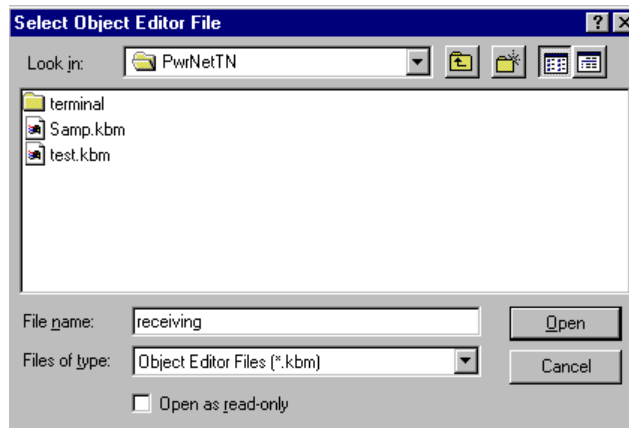 Select Object Editor File
Look in: PwrNetTN
terminal
Samp.kbm
test.kbm
File name: receiving
Open
Files of type: Object Editor Files (*.kbm)
Cancel
Open as read-only